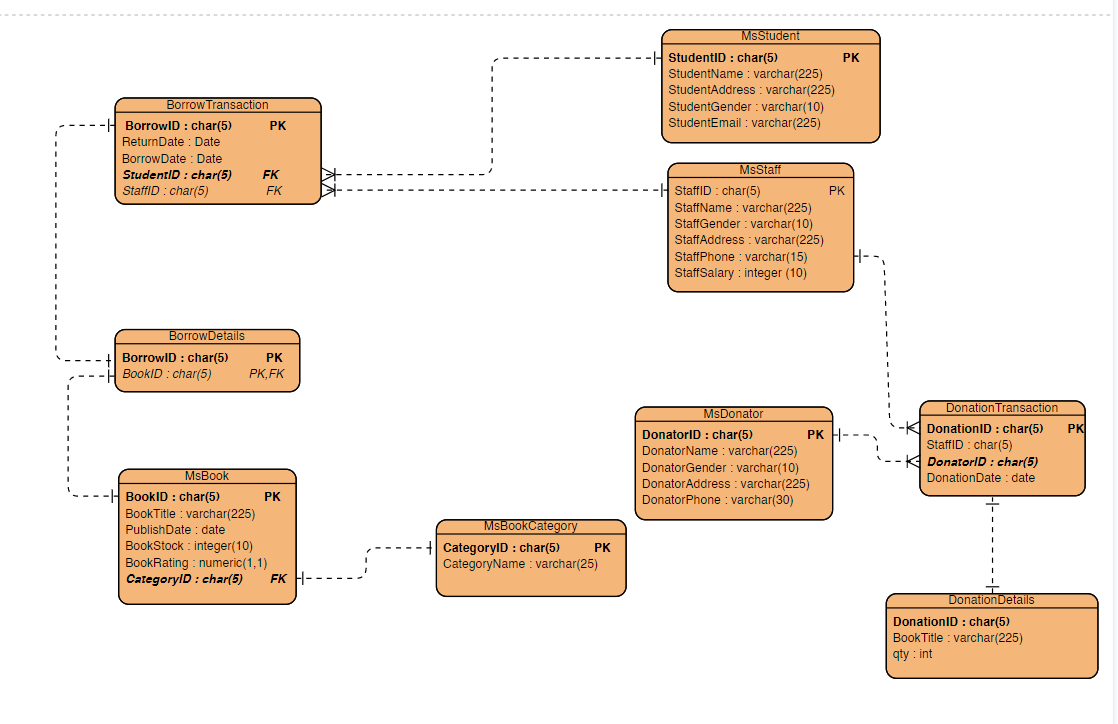 MsStudent
StudentID : char(5) PK
StudentName : varchar(225)
StudentAddress : varchar(225)
StudentGender : varchar(10)
StudentEmail : varchar(225)
BorrowTransaction
BorrowID : char(5) PK
ReturnDate : Date
BorrowDate : Date
StudentID : char(5) FK
StaffID : char(5) FK
MsStaff
StaffID : char(5) PK
StaffName : varchar(225)
StaffGender : varchar(10)
StaffAddress : varchar(225)
StaffPhone : varchar(15)
StaffSalary : integer (10)
BorrowDetails
BorrowID : char(5) PK
BookID : char(5) PK,FK
MsDonator
DonatorID : char(5) PK
DonatorName : varchar(225)
DonatorGender : varchar(10)
DonatorAddress : varchar(225)
DonatorPhone : varchar(30)
DonationTransaction
DonationID : char(5) PK
StaffID : char(5)
DonatorID : char(5)
DonationDate : date
MsBook
BookID : char(5) PK
BookTitle : varchar(225)
PublishDate : date
BookStock : integer(10)
BookRating : numeric(1,1)
CategoryID : char(5) FK
MsBookCategory
CategoryID : char(5) PK
CategoryName : varchar(25)
DonationDetails
DonationID : char(5)
BookTitle : varchar(225)
qty : int